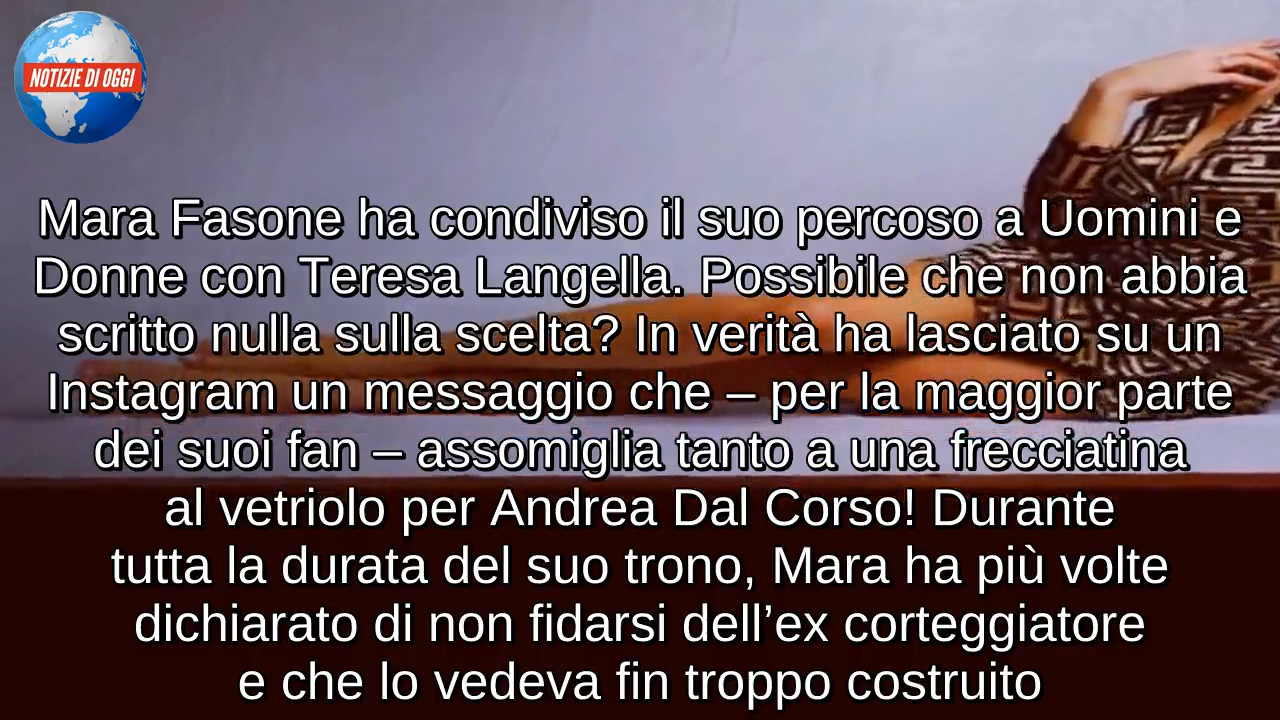 NOTIZIE DI OGGI
Mara Fasone ha condiviso il suo percoso a Uomini e
Donne con Teresa Langella. Possibile che non abbia
scritto nulla sulla scelta? In verità ha lasciato su un
Instagram un messaggio che – per la maggior parte
dei suoi fan – assomiglia tanto a una frecciatina
al vetriolo per Andrea Dal Corso! Durante
tutta la durata del suo trono, Mara ha più volte
dichiarato di non fidarsi dell’ex corteggiatore
e che lo vedeva fin troppo costruito